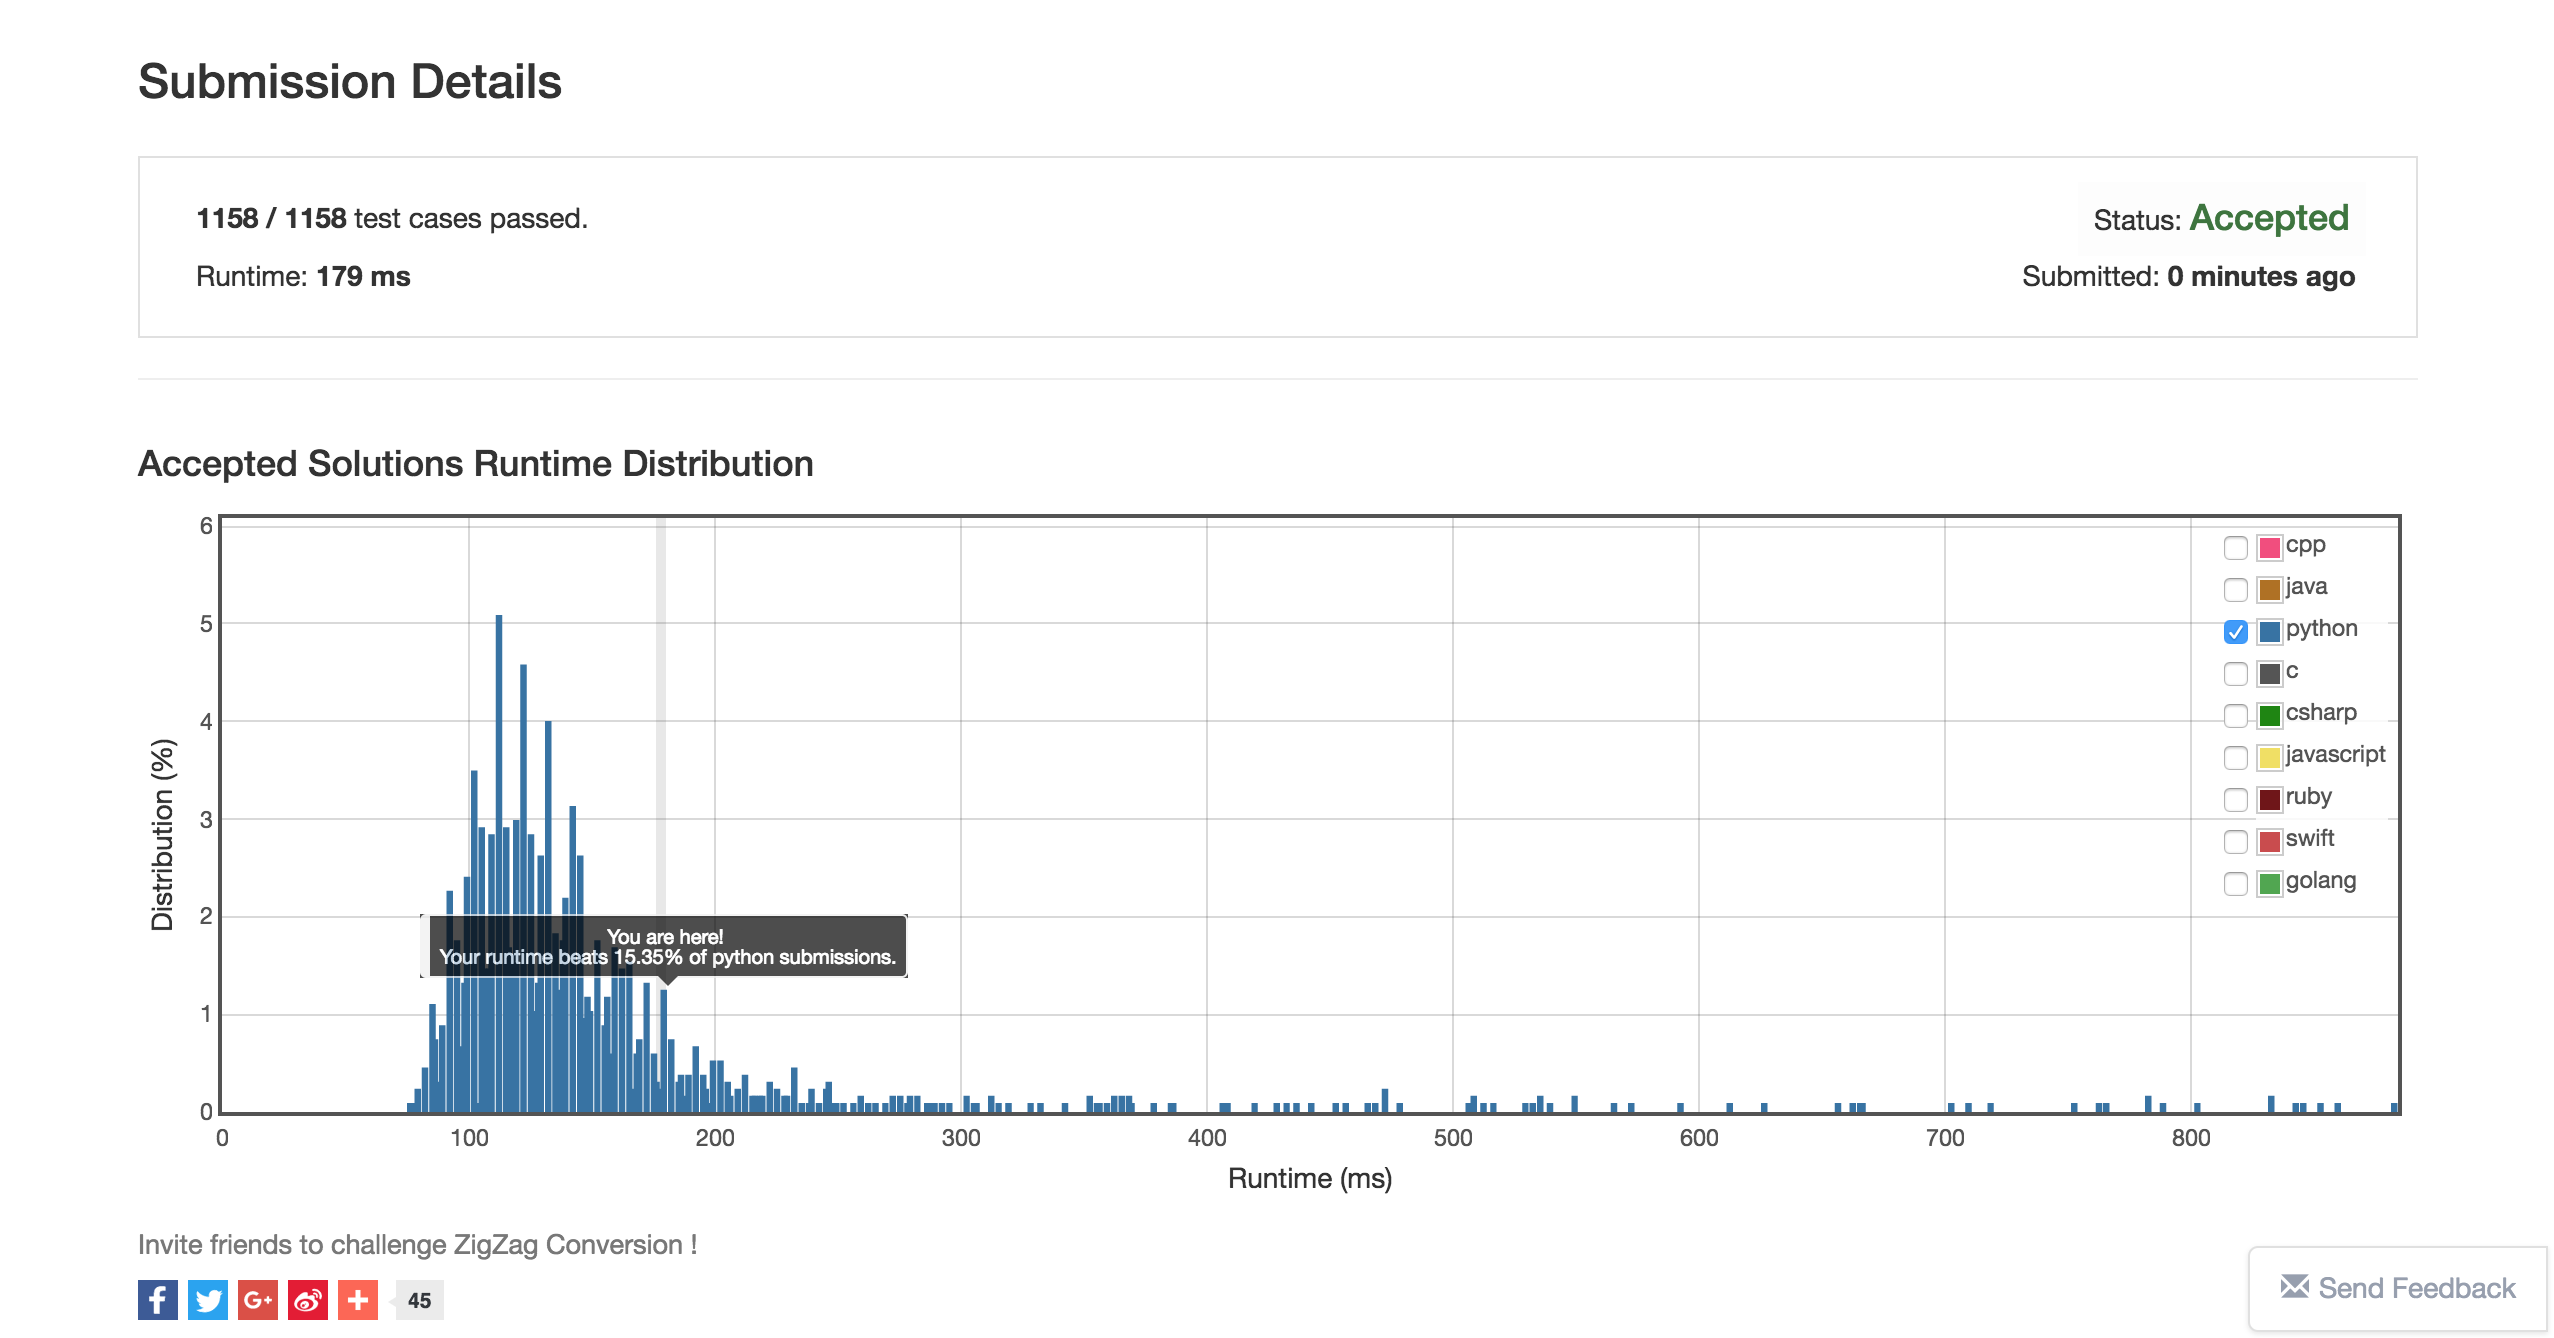 Submission Details
1158 / 1158 test cases passed.
Status: Accepted
Runtime: 179 ms
Submitted: 0 minutes ago
Accepted Solutions Runtime Distribution
6
5
4
3
2
1
0
Distribution (%)
cpp
java
python
c
csharp
javascript
ruby
swift
golang
You are here!
Your runtime beats 15.35% of python submissions.
0 100 200 300 400 500 600 700 800
Runtime (ms)
Invite friends to challenge ZigZag Conversion !
f G+ 45
Send Feedback